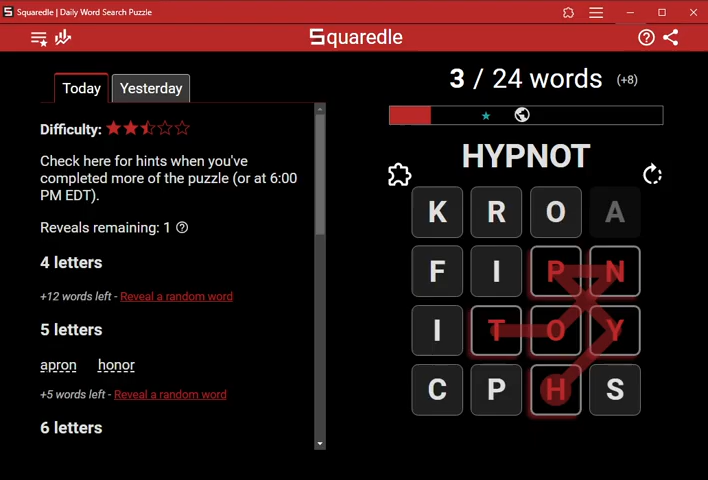 Squaredle | Daily Word Search Puzzle
Squaredle
Today
Yesterday
Difficulty:
Check here for hints when you've
completed more of the puzzle (or at 6:00
PM EDT).
Reveals remaining: 1
4 letters
+12 words left - Reveal a random word
5 letters
apron honor
+5 words left - Reveal a random word
6 letters
3 / 24 words (+8)
HYPNOT
K R O A
F I P N
I T O Y
C P H S